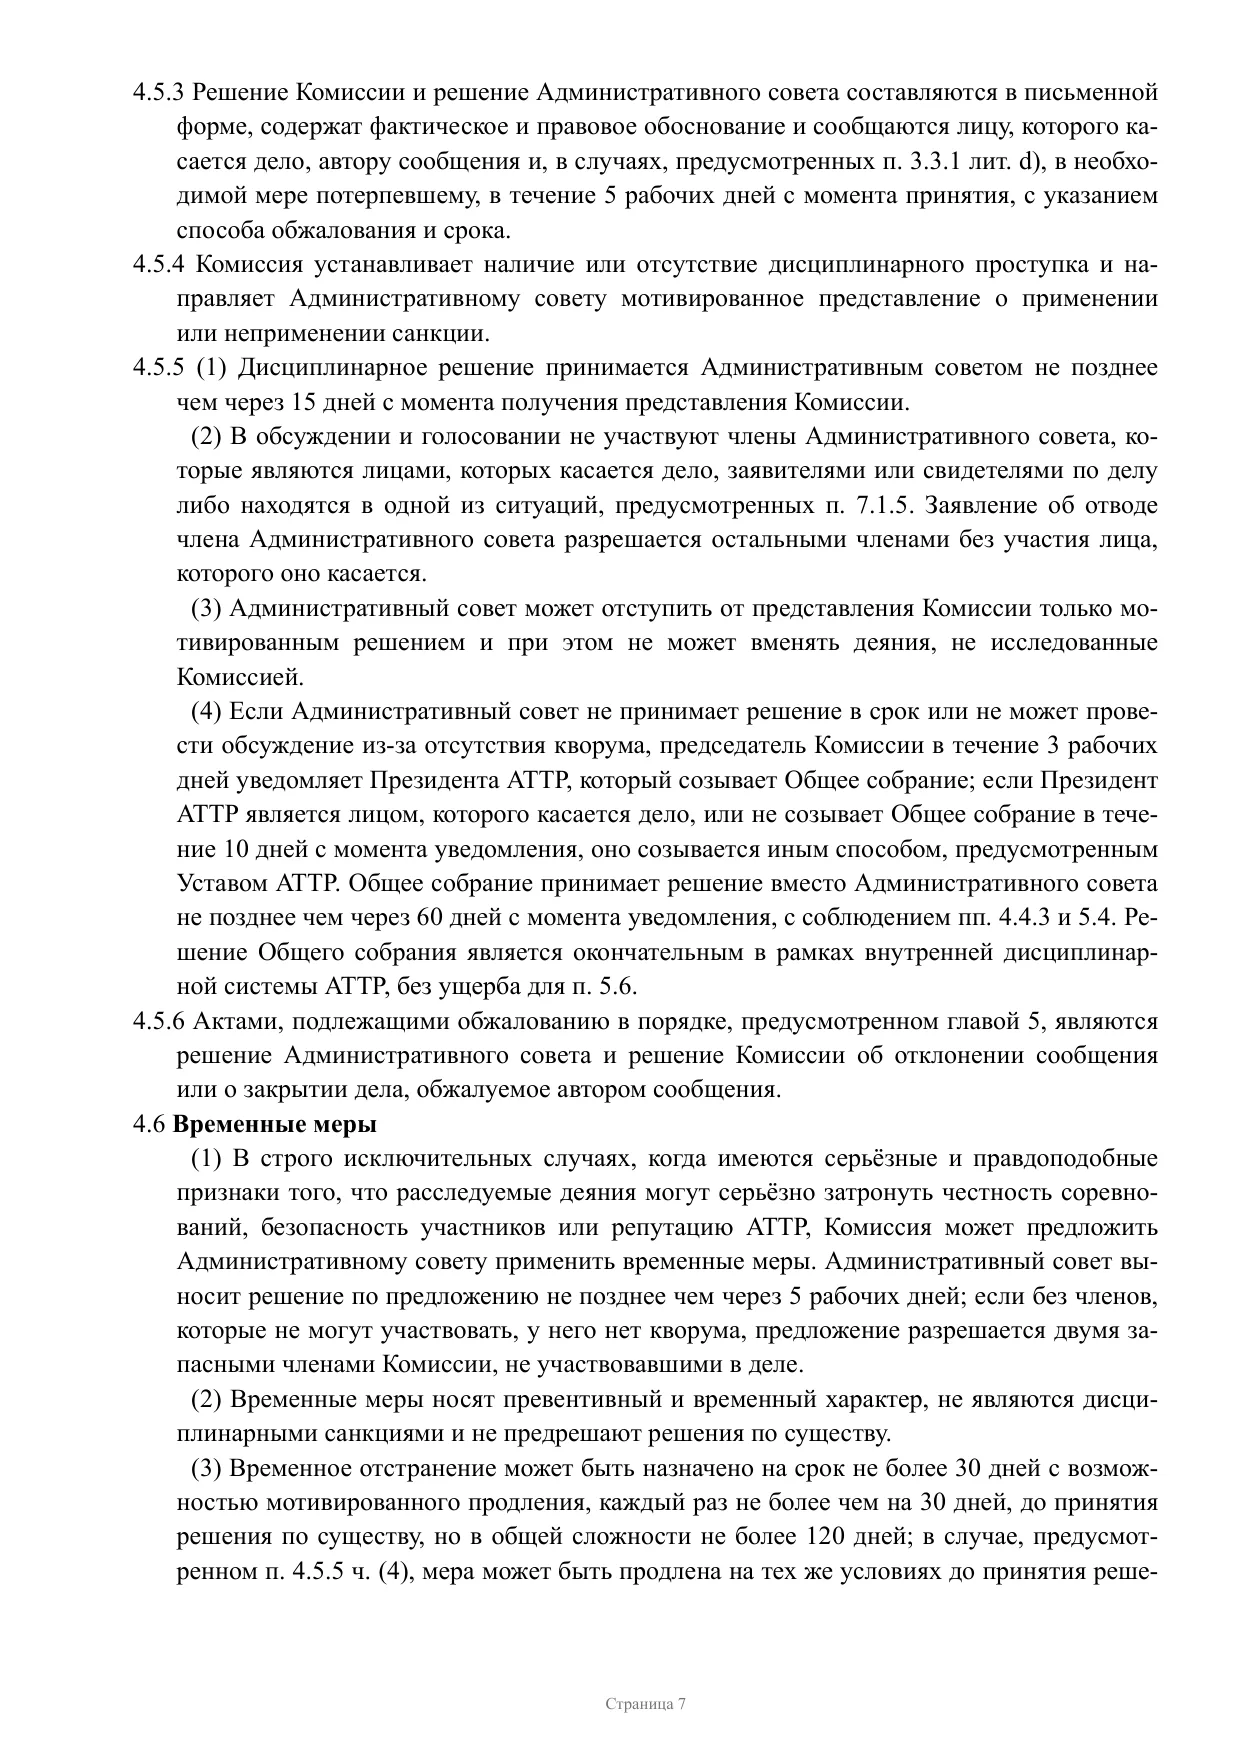 4.5.3 Решение Комиссии и решение Административного совета составляются в письменной
форме, содержат фактическое и правовое обоснование и сообщаются лицу, которого ка-
сается дело, автору сообщения и, в случаях, предусмотренных п. 3.3.1 лит. d), в необхо-
димой мере потерпевшему, в течение 5 рабочих дней с момента принятия, с указанием
способа обжалования и срока.
4.5.4 Комиссия устанавливает наличие или отсутствие дисциплинарного проступка и на-
правляет Административному совету мотивированное представление о применении
или неприменении санкции.
4.5.5 (1) Дисциплинарное решение принимается Административным советом не позднее
чем через 15 дней с момента получения представления Комиссии.
(2) В обсуждении и голосовании не участвуют члены Административного совета, ко-
торые являются лицами, которых касается дело, заявителями или свидетелями по делу
либо находятся в одной из ситуаций, предусмотренных п. 7.1.5. Заявление об отводе
члена Административного совета разрешается остальными членами без участия лица,
которого оно касается.
(3) Административный совет может отступить от представления Комиссии только мо-
тивированным решением и при этом не может вменять деяния, не исследованные
Комиссией.
(4) Если Административный совет не принимает решение в срок или не может прове-
сти обсуждение из-за отсутствия кворума, председатель Комиссии в течение 3 рабочих
дней уведомляет Президента АТТР, который созывает Общее собрание; если Президент
АТТР является лицом, которого касается дело, или не созывает Общее собрание в тече-
ние 10 дней с момента уведомления, оно созывается иным способом, предусмотренным
Уставом АТТР. Общее собрание принимает решение вместо Административного совета
не позднее чем через 60 дней с момента уведомления, с соблюдением пп. 4.4.3 и 5.4. Ре-
шение Общего собрания является окончательным в рамках внутренней дисциплинар-
ной системы АТТР, без ущерба для п. 5.6.
4.5.6 Актами, подлежащими обжалованию в порядке, предусмотренном главой 5, являются
решение Административного совета и решение Комиссии об отклонении сообщения
или о закрытии дела, обжалуемое автором сообщения.
4.6 Временные меры
(1) В строго исключительных случаях, когда имеются серьёзные и правдоподобные
признаки того, что расследуемые деяния могут серьёзно затронуть честность соревно-
ваний, безопасность участников или репутацию АТТР, Комиссия может предложить
Административному совету применить временные меры. Административный совет вы-
носит решение по предложению не позднее чем через 5 рабочих дней; если без членов,
которые не могут участвовать, у него нет кворума, предложение разрешается двумя за-
пасными членами Комиссии, не участвовавшими в деле.
(2) Временные меры носят превентивный и временный характер, не являются дисци-
плинарными санкциями и не предрешают решения по существу.
(3) Временное отстранение может быть назначено на срок не более 30 дней с возмож-
ностью мотивированного продления, каждый раз не более чем на 30 дней, до принятия
решения по существу, но в общей сложности не более 120 дней; в случае, предусмот-
ренном п. 4.5.5 ч. (4), мера может быть продлена на тех же условиях до принятия реше-
Страница 7